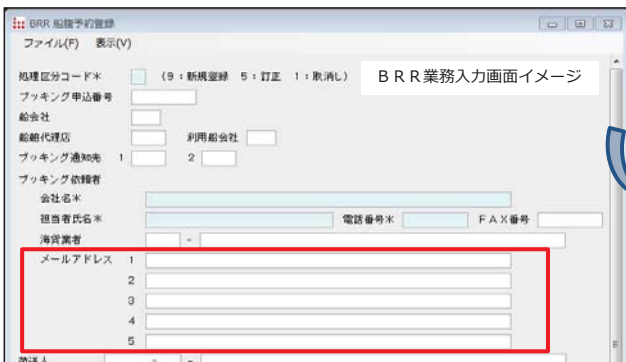 BRR 船腹予約登録
ファイル(F) 表示(V)
処理区分コード* (9:新規登録 5:訂正 1:取消し) BRR業務入力画面イメージ
ブッキング申込番号
船会社
船舶代理店 利用船会社
ブッキング通知先 1 2
ブッキング依頼者
会社名*
担当者氏名* 電話番号* FAX番号
海貨業者 -
メールアドレス 1
2
3
4
5
荷送人 -